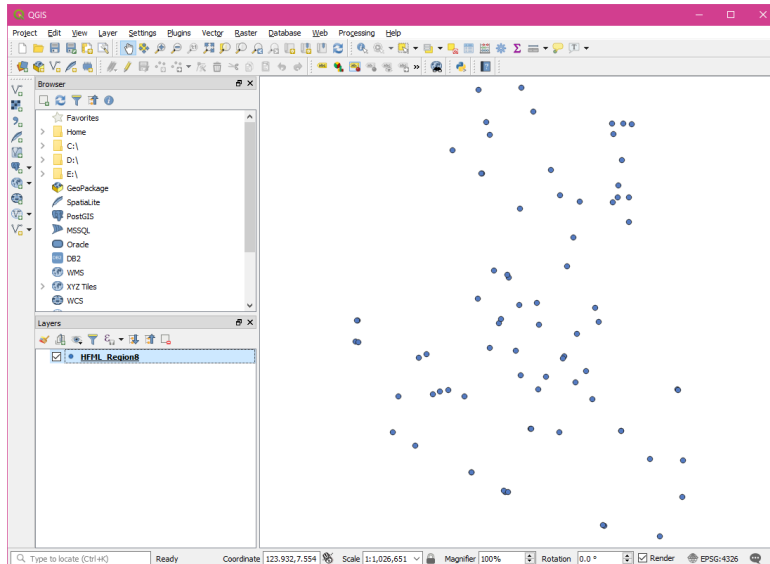 QGIS
Project Edit View Layer Settings Plugins Vector Raster Database Web Processing Help
abc
Browser
Favorites
Home
C:\
D:\
E:\
GeoPackage
SpatiaLite
PostGIS
MSSQL
Oracle
DB2
WMS
XYZ Tiles
WCS
Layers
HFML_Region8
Type to locate (Ctrl+K) Ready Coordinate 123.932,7.554 Scale 1:1,026,651 Magnifier 100% Rotation 0.0 ° Render EPSG:4326